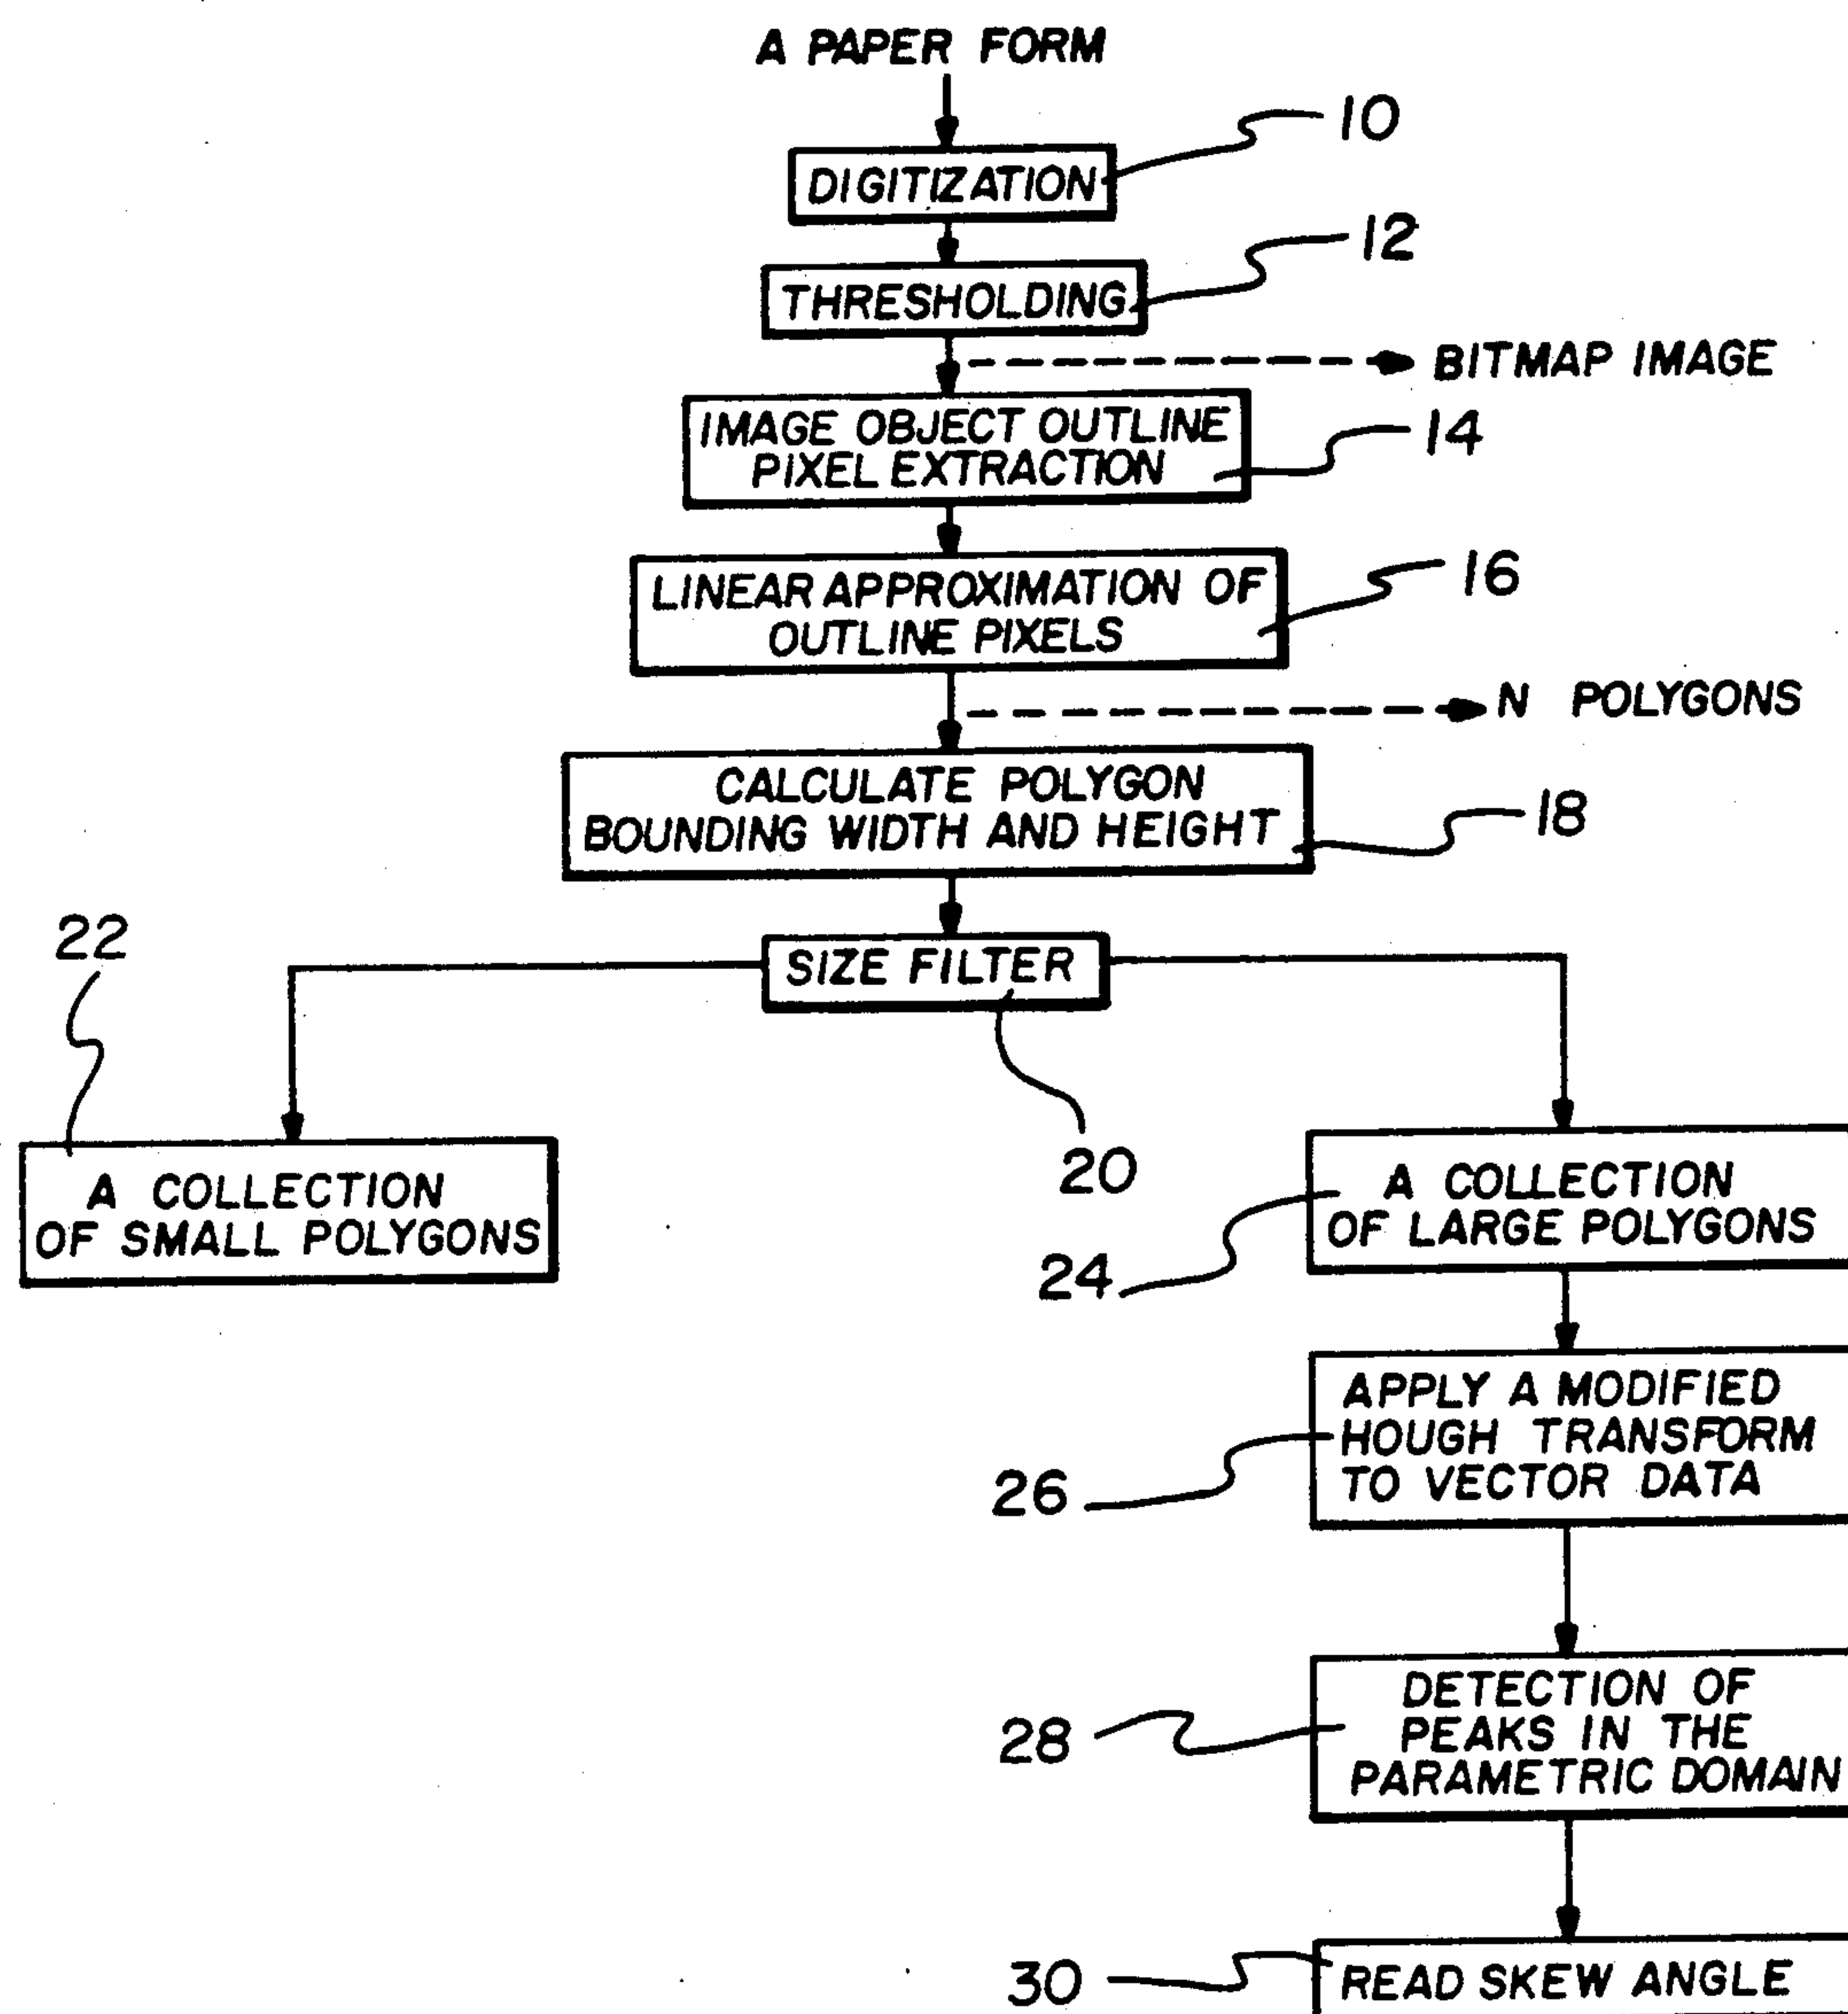 A PAPER FORM
10
DIGITIZATION
12
THRESHOLDING
BITMAP IMAGE
IMAGE OBJECT OUTLINE
PIXEL EXTRACTION
14
LINEAR APPROXIMATION OF
OUTLINE PIXELS
16
N POLYGONS
CALCULATE POLYGON
BOUNDING WIDTH AND HEIGHT
18
22
SIZE FILTER
20
A COLLECTION
OF SMALL POLYGONS
A COLLECTION
OF LARGE POLYGONS
24
APPLY A MODIFIED
HOUGH TRANSFORM
TO VECTOR DATA
26
DETECTION OF
PEAKS IN THE
PARAMETRIC DOMAIN
28
30
READ SKEW ANGLE